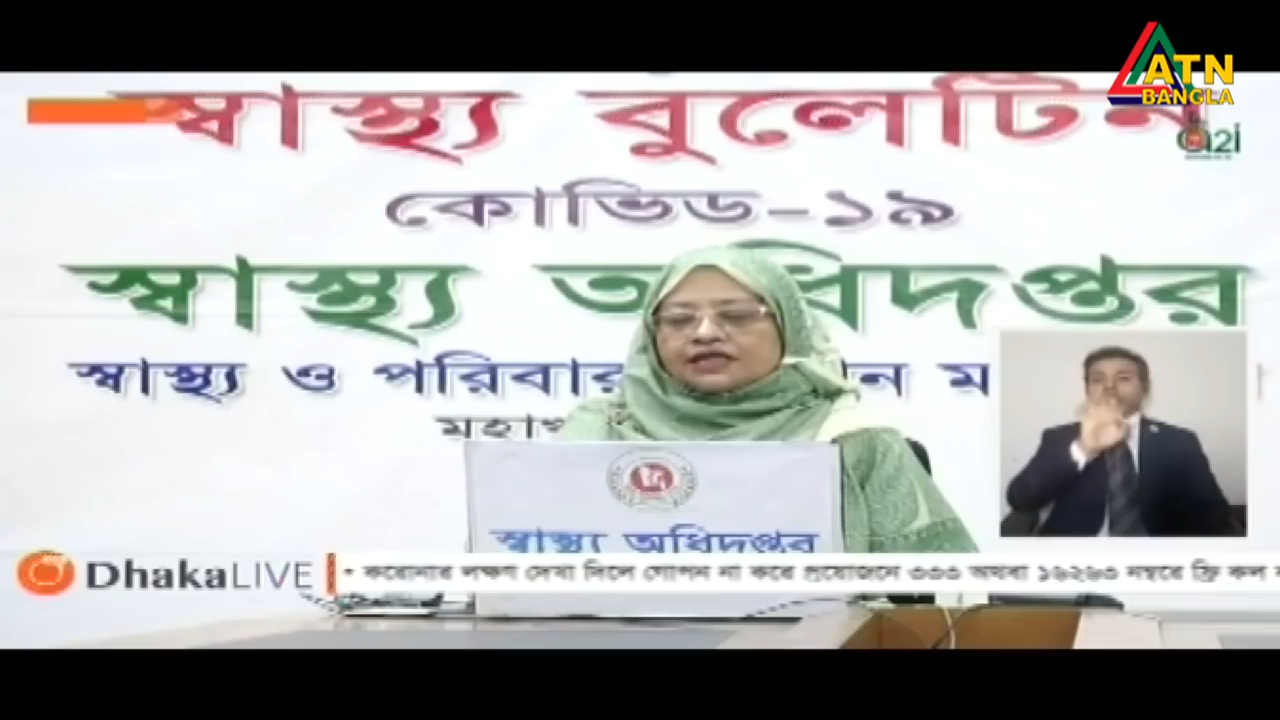 ATN
BANGLA
স্বাস্থ্য বুলেটিন
a2i
কোভিড-১৯
স্বাস্থ্য অধিদপ্তর
স্বাস্থ্য ও পরিবার
স্বাস্থ্য অধিদপ্তর
DhakaLIVE
• করোনার লক্ষণ দেখা দিলে গোপন না করে প্রয়োজনে ৩৩৩ অথবা ১৬২৬৩ নম্বরে ফ্রি কল